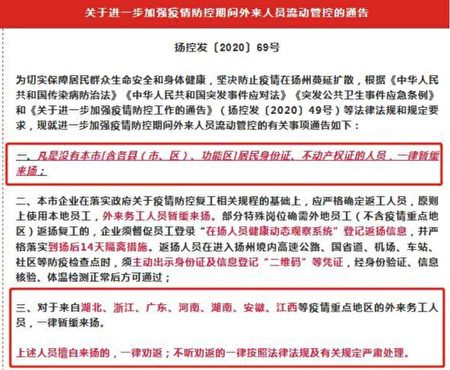 关于进一步加强疫情防控期间外来人员流动管控的通告
扬控发〔2020〕69号
为切实保障居民群众生命安全和身体健康，坚决防止疫情在扬州蔓延扩散，根据《中华人民
共和国传染病防治法》《中华人民共和国突发事件应对法》《突发公共卫生事件应急条例》
和《关于进一步加强疫情防控工作的通告》（扬控发〔2020〕49号）等法律法规和规定要
求，现就进一步加强疫情防控期间外来人员流动管控的有关事项通告如下：
一、凡是没有本市[含各县（市、区）、功能区]居民身份证、不动产权证的人员，一律暂缓
来扬；
二、本市企业在落实政府关于疫情防控复工相关规程的基础上，应严格确定返工人员，原则
上使用本地员工，外来务工人员暂缓来扬。部分特殊岗位确需外地员工（不含疫情重点地
区）返扬复工的，企业须督促员工登录“在扬人员健康动态观察系统”登记返扬信息，并
严格落实到扬后14天隔离措施。返扬人员在进入扬州境内高速公路、国省道、机场、车站、
社区等防疫检查点时，须主动出示身份证及信息登记“二维码”等凭证，经身份验证、信息
核验、体温检测正常后方可通过；
三、对于来自湖北、浙江、广东、河南、湖南、安徽、江西等疫情重点地区的外来务工人
员，一律暂缓来扬。
上述人员擅自来扬的，一律劝返；不听劝返的一律按照法律法规及有关规定严肃处理。